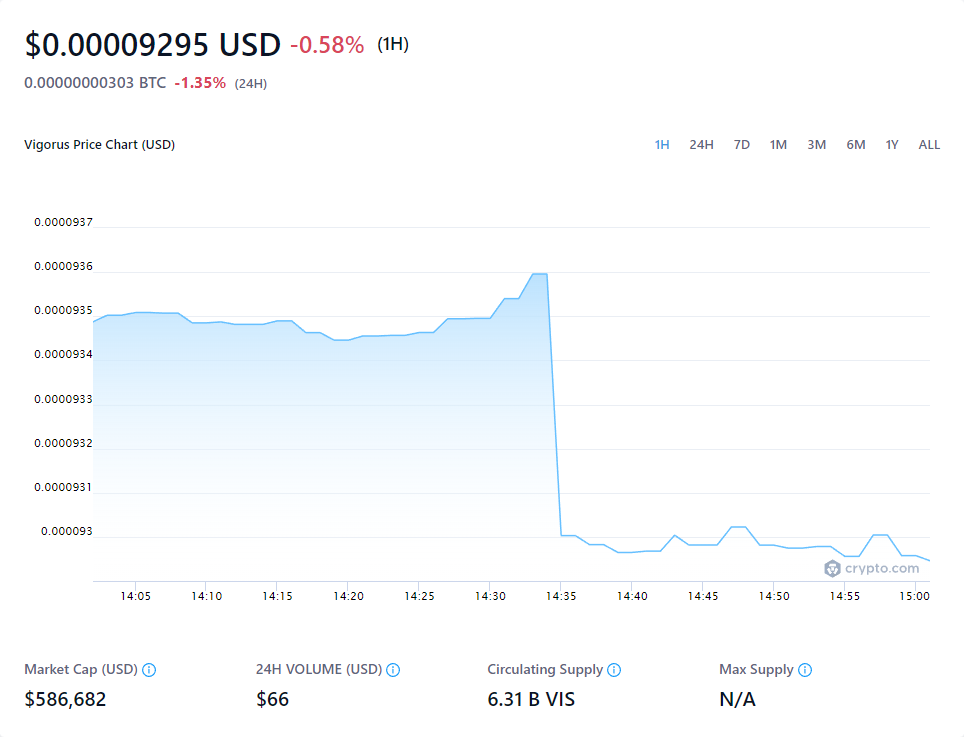 $0.00009295 USD -0.58% (1H)
0.00000000303 BTC -1.35% (24H)
Vigorus Price Chart (USD)
1H 24H 7D 1M 3M 6M 1Y ALL
0.0000937
0.0000936
0.0000935
0.0000934
0.0000933
0.0000932
0.0000931
0.000093
crypto.com
14:05 14:10 14:15 14:20 14:25 14:30 14:35 14:40 14:45 14:50 14:55 15:00
Market Cap (USD) 24H VOLUME (USD) Circulating Supply Max Supply
$586,682 $66 6.31 B VIS N/A